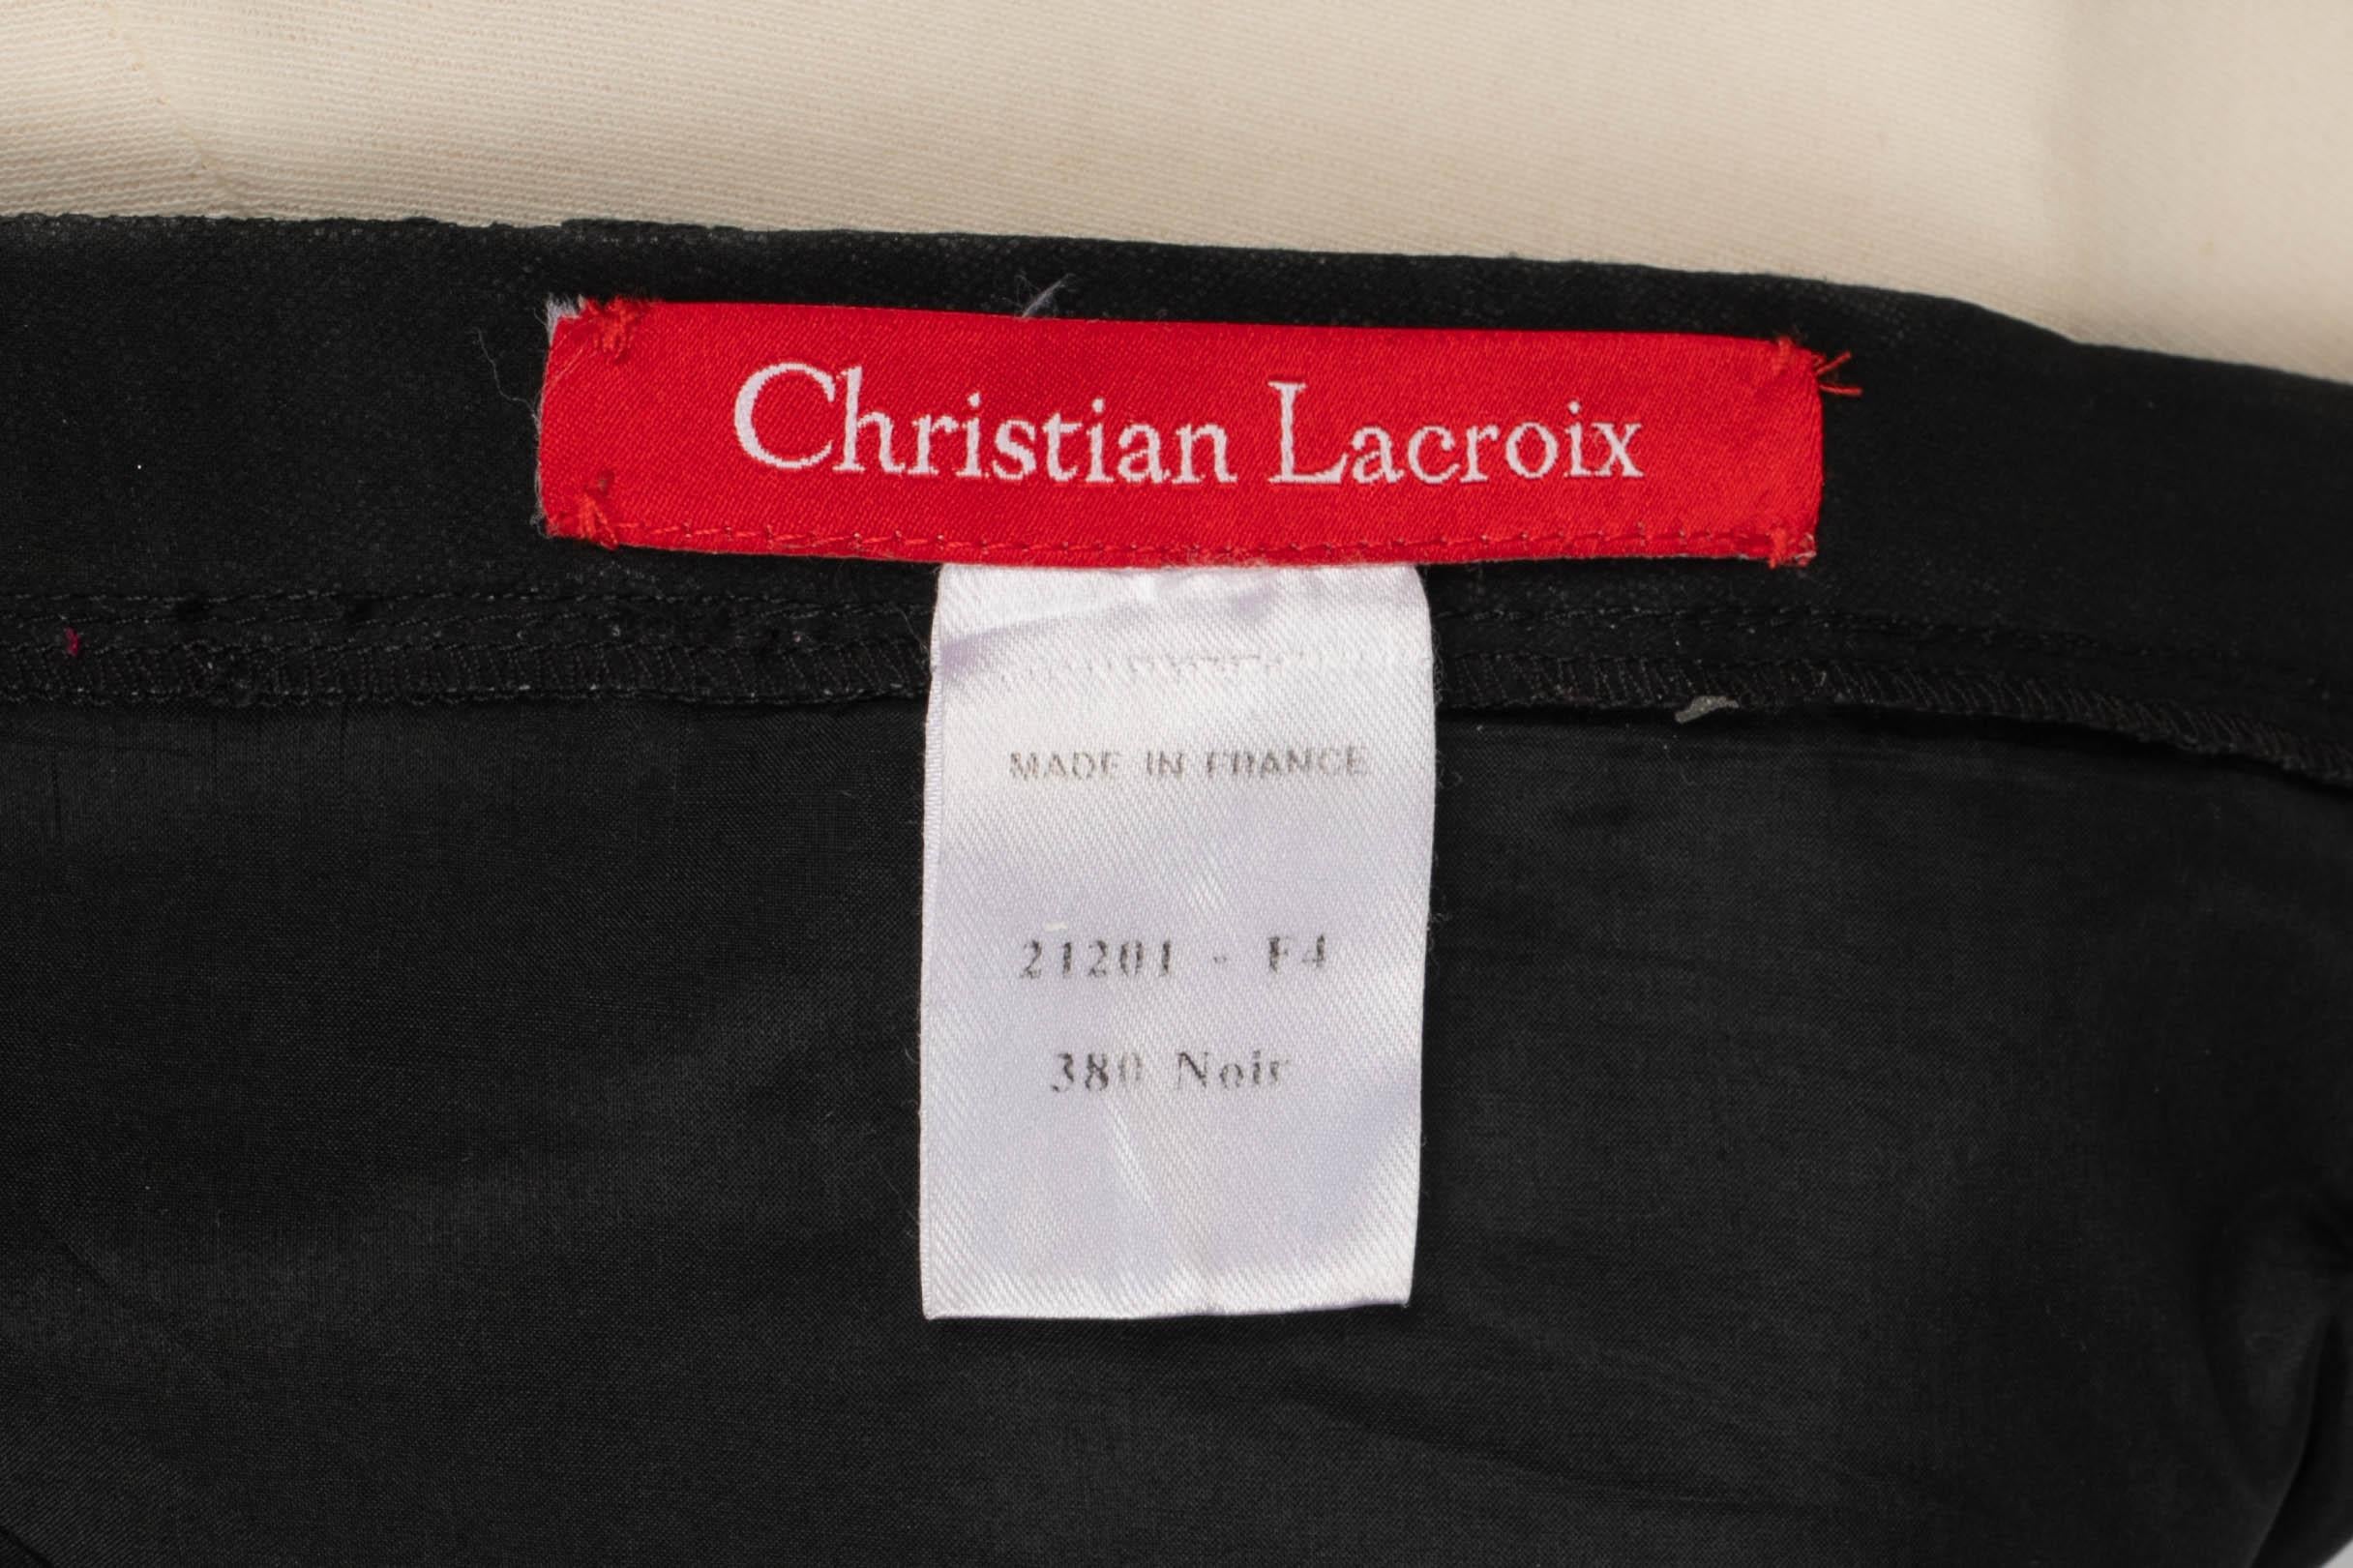 Christian Lacroix
MADE IN FRANCE
21201 - F4
380 Noir